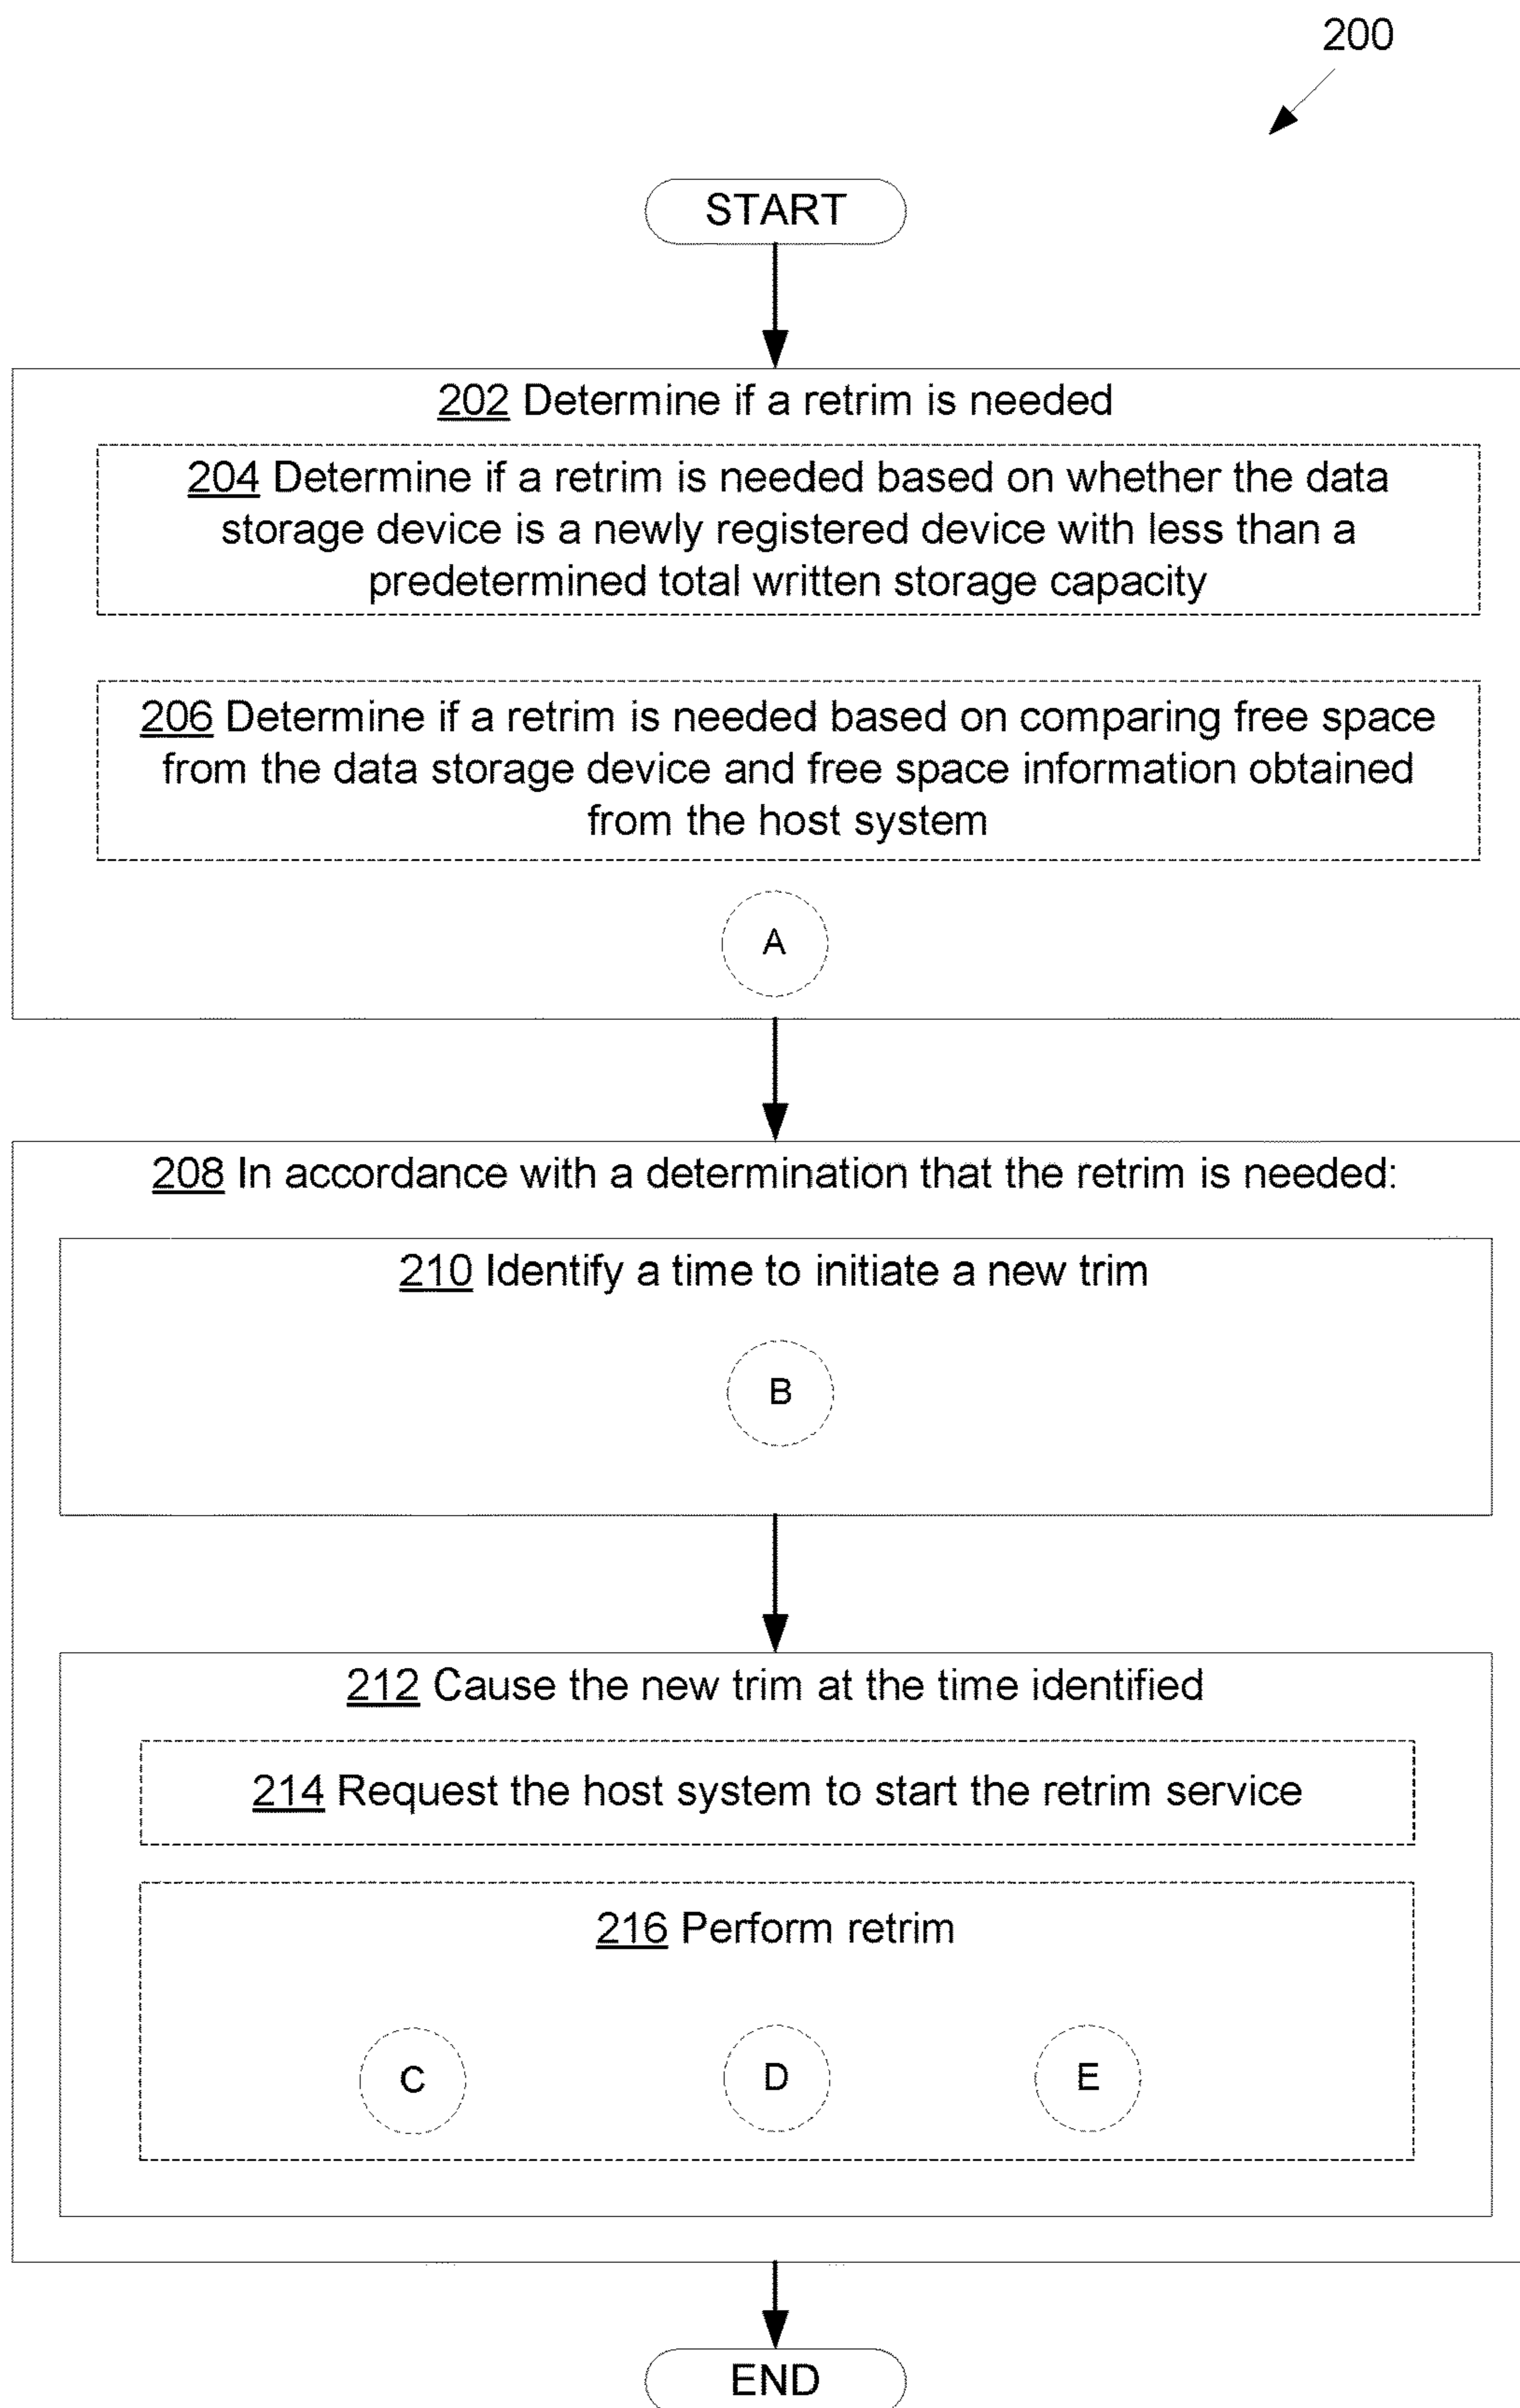 200
START
202 Determine if a retrim is needed
204 Determine if a retrim is needed based on whether the data
storage device is a newly registered device with less than a
predetermined total written storage capacity
206 Determine if a retrim is needed based on comparing free space
from the data storage device and free space information obtained
from the host system
A
208 In accordance with a determination that the retrim is needed:
210 Identify a time to initiate a new trim
B
212 Cause the new trim at the time identified
214 Request the host system to start the retrim service
216 Perform retrim
C D E
END